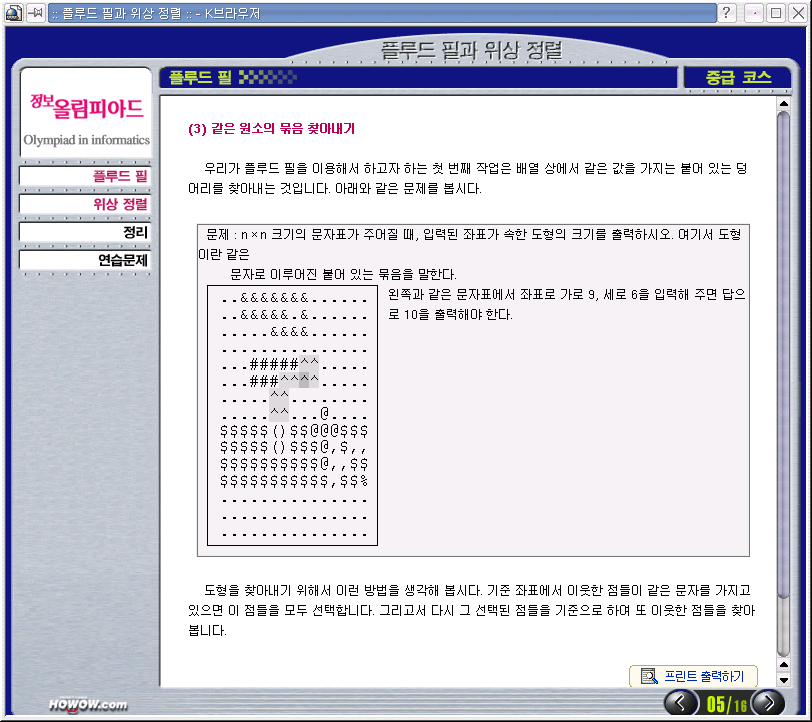 :: 플루드 필과 위상 정렬 :: - K브라우저
플루드 필과 위상 정렬
플루드 필
중급 코스
정보올림피아드
Olympiad in informatics
플루드 필
위상 정렬
정리
연습문제
(3) 같은 원소의 묶음 찾아내기
우리가 플루드 필을 이용해서 하고자 하는 첫 번째 작업은 배열 상에서 같은 값을 가지는 붙어 있는 덩
어리를 찾아내는 것입니다. 아래와 같은 문제를 봅시다.
문제 : n×n 크기의 문자표가 주어질 때, 입력된 좌표가 속한 도형의 크기를 출력하시오. 여기서 도형
이란 같은
문자로 이루어진 붙어 있는 묶음을 말한다.
..&&&&&&&......
..&&&&&.&......
.....&&&&......
...............
...#####^^.....
...###^^^^.....
.....^^........
.....^^...@....
$$$$$()$$@@@$$$
$$$$$()$$$@,$,,
$$$$$$$$$$@,,$$
$$$$$$$$$$$,$$%
...............
...............
...............
왼쪽과 같은 문자표에서 좌표로 가로 9, 세로 6을 입력해 주면 답으
로 10을 출력해야 한다.
도형을 찾아내기 위해서 이런 방법을 생각해 봅시다. 기준 좌표에서 이웃한 점들이 같은 문자를 가지고
있으면 이 점들을 모두 선택합니다. 그리고서 다시 그 선택된 점들을 기준으로 하여 또 이웃한 점들을 찾아
봅니다.
프린트 출력하기
HOWOW.com
05/16